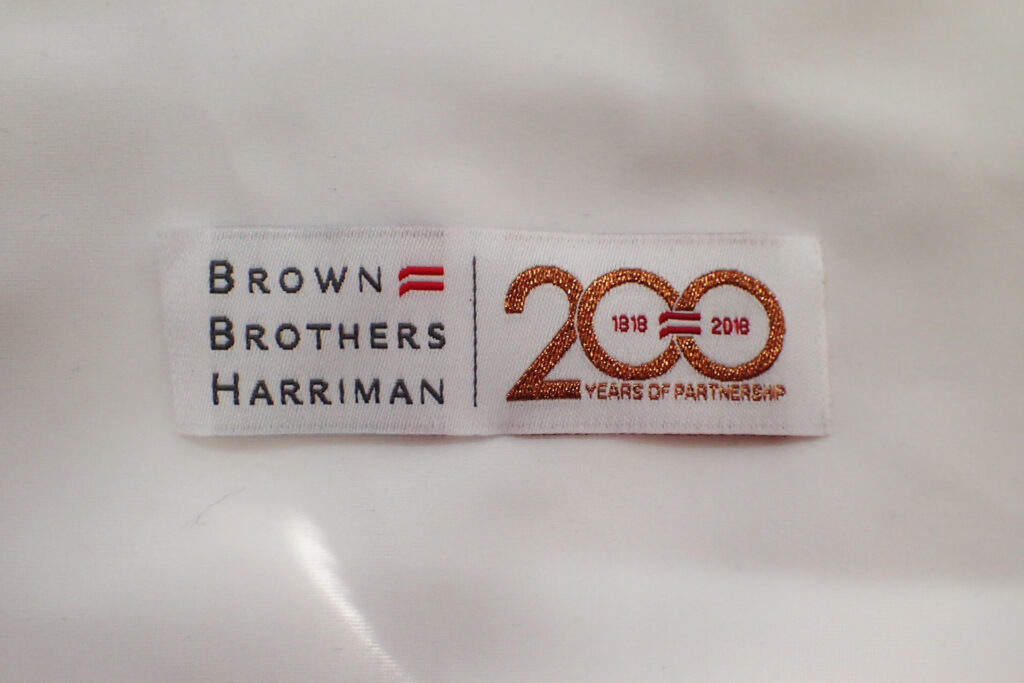 BROWN
BROTHERS
HARRIMAN
200
1818 2018
YEARS OF PARTNERSHIP